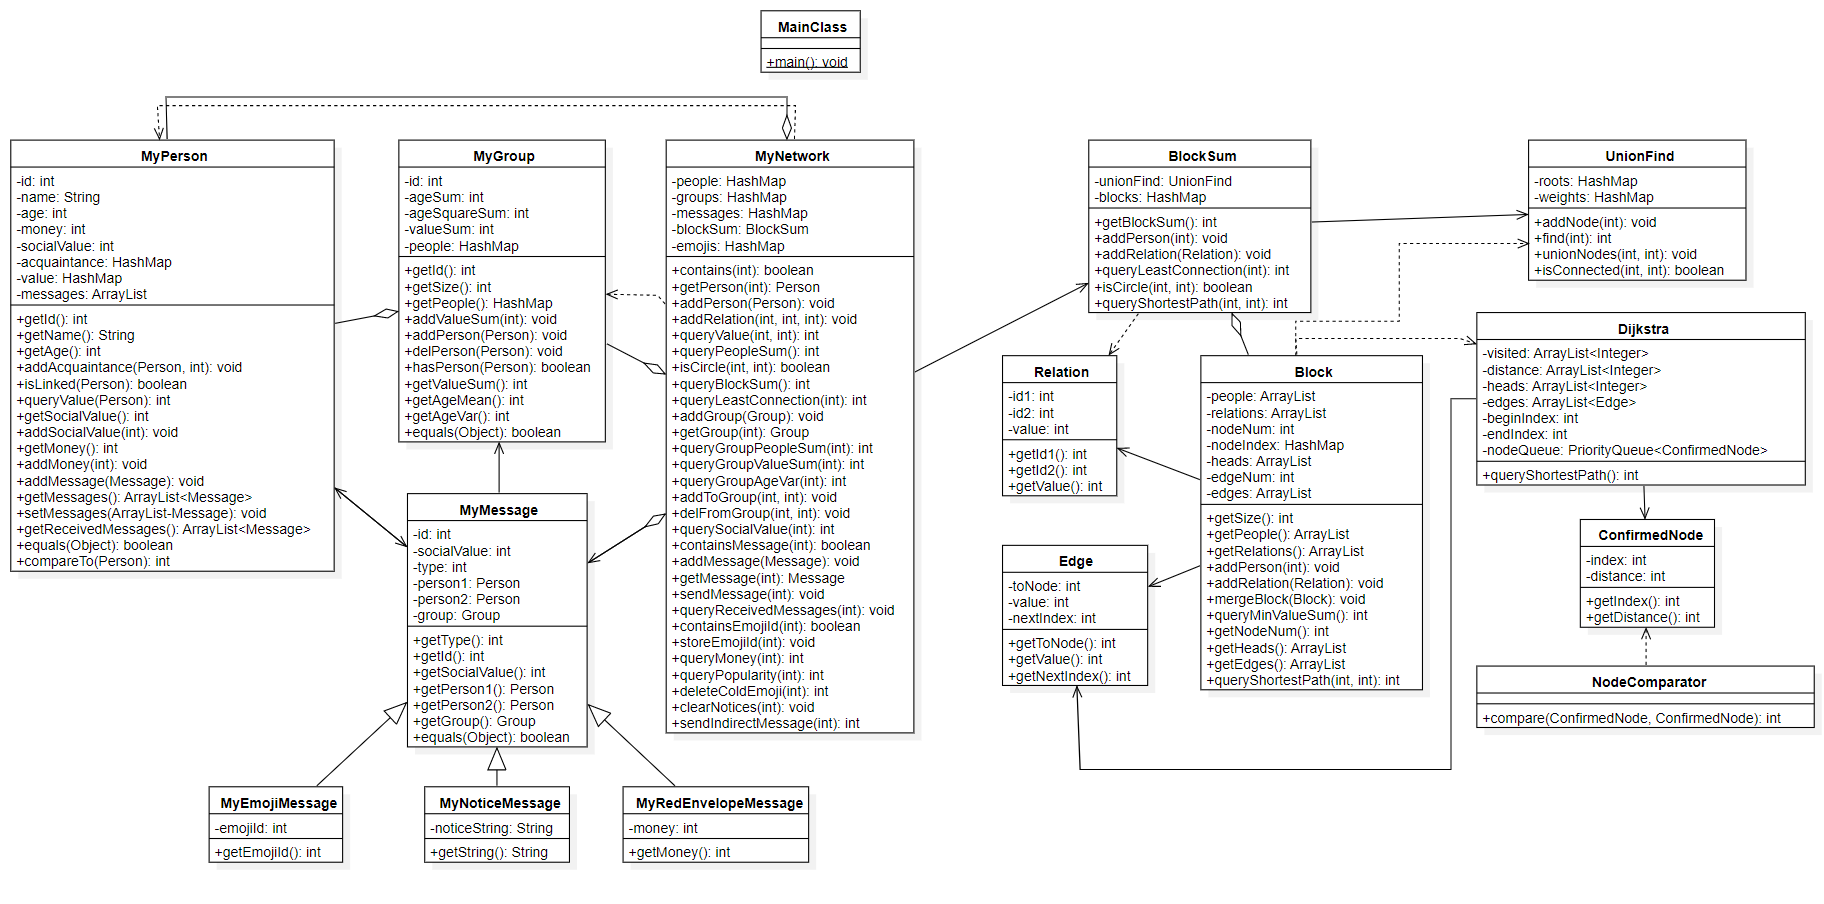 MainClass
+main(): void
MyPerson
-id: int
-name: String
-age: int
-money: int
-socialValue: int
-acquaintance: HashMap
-value: HashMap
-messages: ArrayList
+getId(): int
+getName(): String
+getAge(): int
+addAcquaintance(Person, int): void
+isLinked(Person): boolean
+queryValue(Person): int
+getSocialValue(): int
+addSocialValue(int): void
+getMoney(): int
+addMoney(int): void
+addMessage(Message): void
+getMessages(): ArrayList<Message>
+setMessages(ArrayList-Message): void
+getReceivedMessages(): ArrayList<Message>
+equals(Object): boolean
+compareTo(Person): int
MyGroup
-id: int
-ageSum: int
-ageSquareSum: int
-valueSum: int
-people: HashMap
+getId(): int
+getSize(): int
+getPeople(): HashMap
+addValueSum(int): void
+addPerson(Person): void
+delPerson(Person): void
+hasPerson(Person): boolean
+getValueSum(): int
+getAgeMean(): int
+getAgeVar(): int
+equals(Object): boolean
MyNetwork
-people: HashMap
-groups: HashMap
-messages: HashMap
-blockSum: BlockSum
-emojis: HashMap
+contains(int): boolean
+getPerson(int): Person
+addPerson(Person): void
+addRelation(int, int, int): void
+queryValue(int, int): int
+queryPeopleSum(): int
+isCircle(int, int): boolean
+queryBlockSum(): int
+queryLeastConnection(int): int
+addGroup(Group): void
+getGroup(int): Group
+queryGroupPeopleSum(int): int
+queryGroupValueSum(int): int
+queryGroupAgeVar(int): int
+addToGroup(int, int): void
+delFromGroup(int, int): void
+querySocialValue(int): int
+containsMessage(int): boolean
+addMessage(Message): void
+getMessage(int): Message
+sendMessage(int): void
+queryReceivedMessages(int): void
+containsEmojiId(int): boolean
+storeEmojiId(int): void
+queryMoney(int): int
+queryPopularity(int): int
+deleteColdEmoji(int): int
+clearNotices(int): void
+sendIndirectMessage(int): int
BlockSum
-unionFind: UnionFind
-blocks: HashMap
+getBlockSum(): int
+addPerson(int): void
+addRelation(Relation): void
+queryLeastConnection(int): int
+isCircle(int, int): boolean
+queryShortestPath(int, int): int
UnionFind
-roots: HashMap
-weights: HashMap
+addNode(int): void
+find(int): int
+unionNodes(int, int): void
+isConnected(int, int): boolean
Dijkstra
-visited: ArrayList<Integer>
-distance: ArrayList<Integer>
-heads: ArrayList<Integer>
-edges: ArrayList<Edge>
-beginIndex: int
-endIndex: int
-nodeQueue: PriorityQueue<ConfirmedNode>
+queryShortestPath(): int
Relation
-id1: int
-id2: int
-value: int
+getId1(): int
+getId2(): int
+getValue(): int
Block
-people: ArrayList
-relations: ArrayList
-nodeNum: int
-nodeIndex: HashMap
-heads: ArrayList
-edgeNum: int
-edges: ArrayList
+getSize(): int
+getPeople(): ArrayList
+getRelations(): ArrayList
+addPerson(int): void
+addRelation(Relation): void
+mergeBlock(Block): void
+queryMinValueSum(): int
+getNodeNum(): int
+getHeads(): ArrayList
+getEdges(): ArrayList
+queryShortestPath(int, int): int
MyMessage
-id: int
-socialValue: int
-type: int
-person1: Person
-person2: Person
-group: Group
+getType(): int
+getId(): int
+getSocialValue(): int
+getPerson1(): Person
+getPerson2(): Person
+getGroup(): Group
+equals(Object): boolean
Edge
-toNode: int
-value: int
-nextIndex: int
+getToNode(): int
+getValue(): int
+getNextIndex(): int
ConfirmedNode
-index: int
-distance: int
+getIndex(): int
+getDistance(): int
NodeComparator
+compare(ConfirmedNode, ConfirmedNode): int
MyEmojiMessage
-emojiId: int
+getEmojiId(): int
MyNoticeMessage
-noticeString: String
+getString(): String
MyRedEnvelopeMessage
-money: int
+getMoney(): int